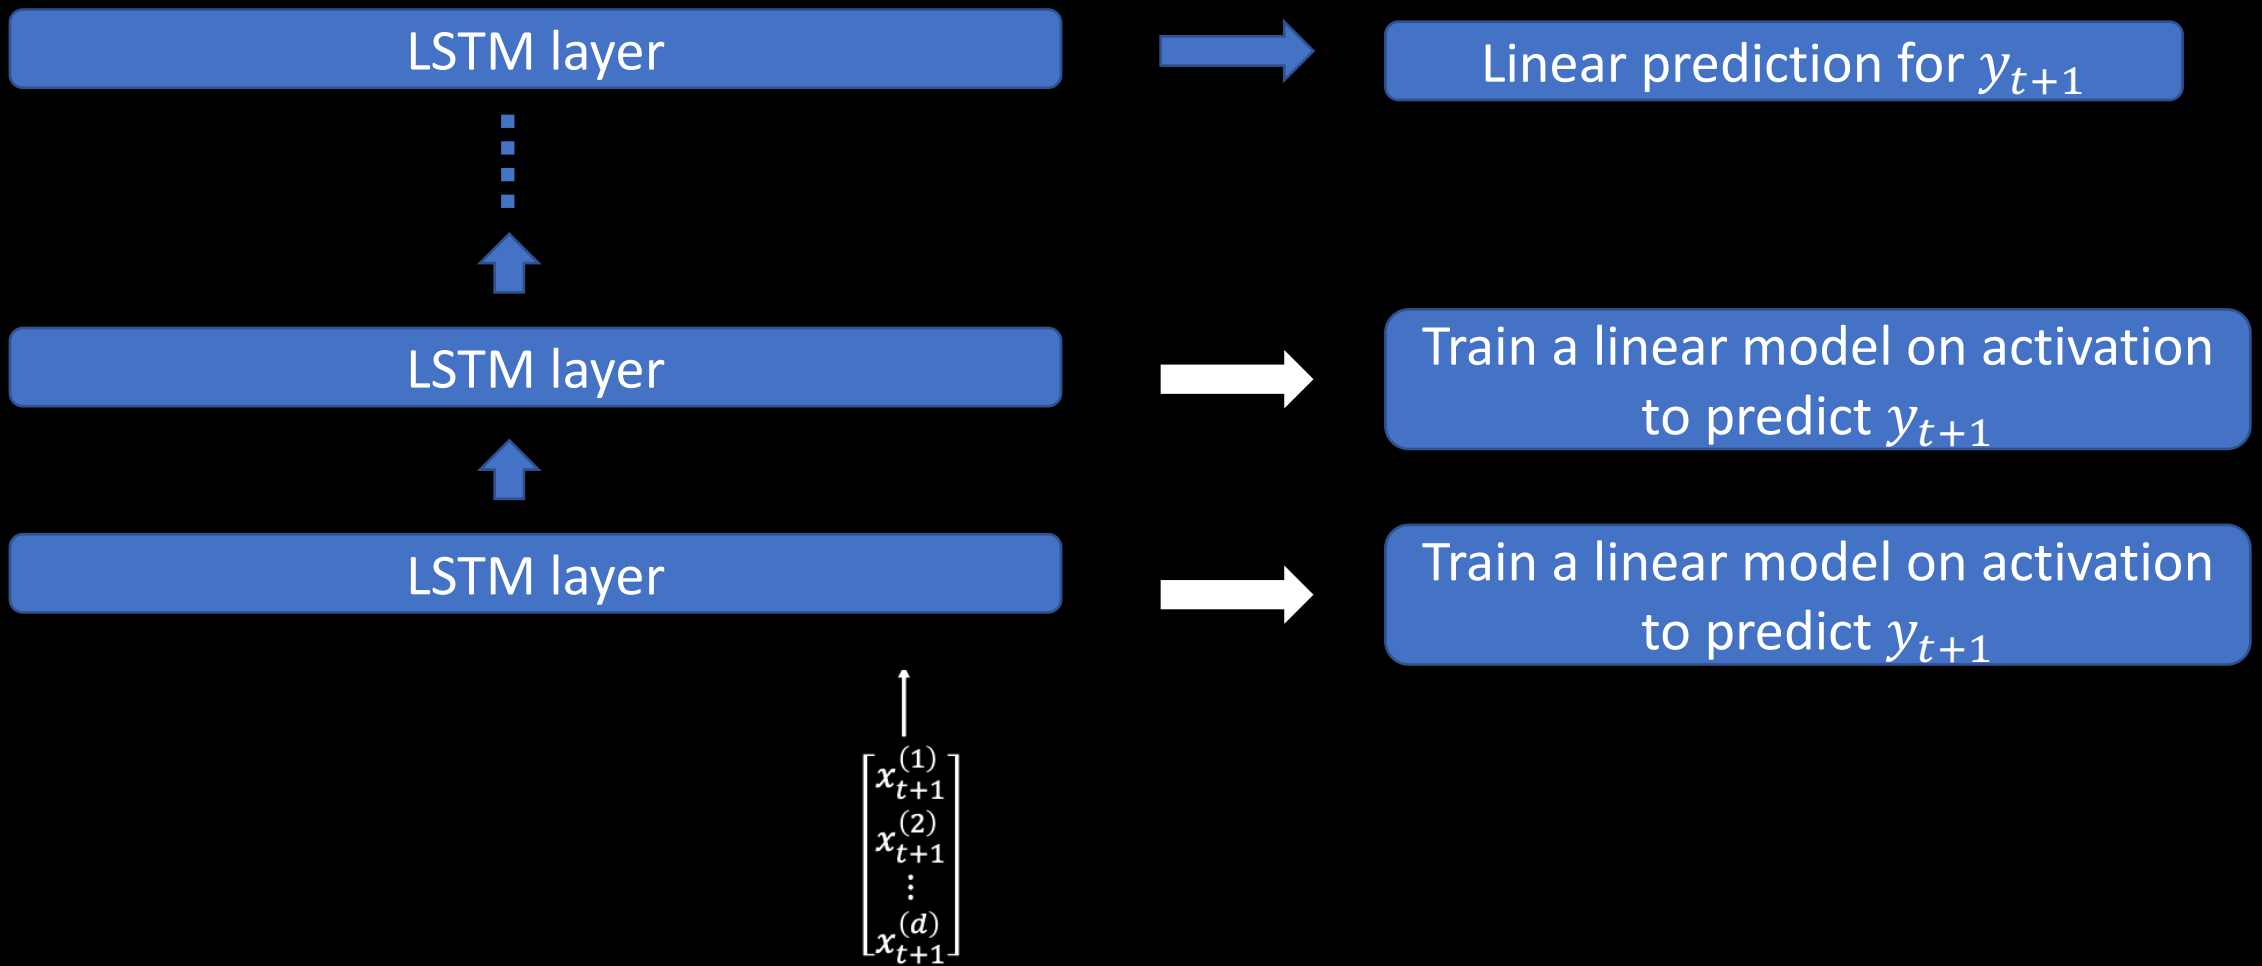 LSTM layer
Linear prediction for $y_{t+1}$
LSTM layer
Train a linear model on activation
to predict $y_{t+1}$
LSTM layer
Train a linear model on activation
to predict $y_{t+1}$
$x_{t+1}^{(1)}$
$x_{t+1}^{(2)}$
⋮
$x_{t+1}^{(d)}$